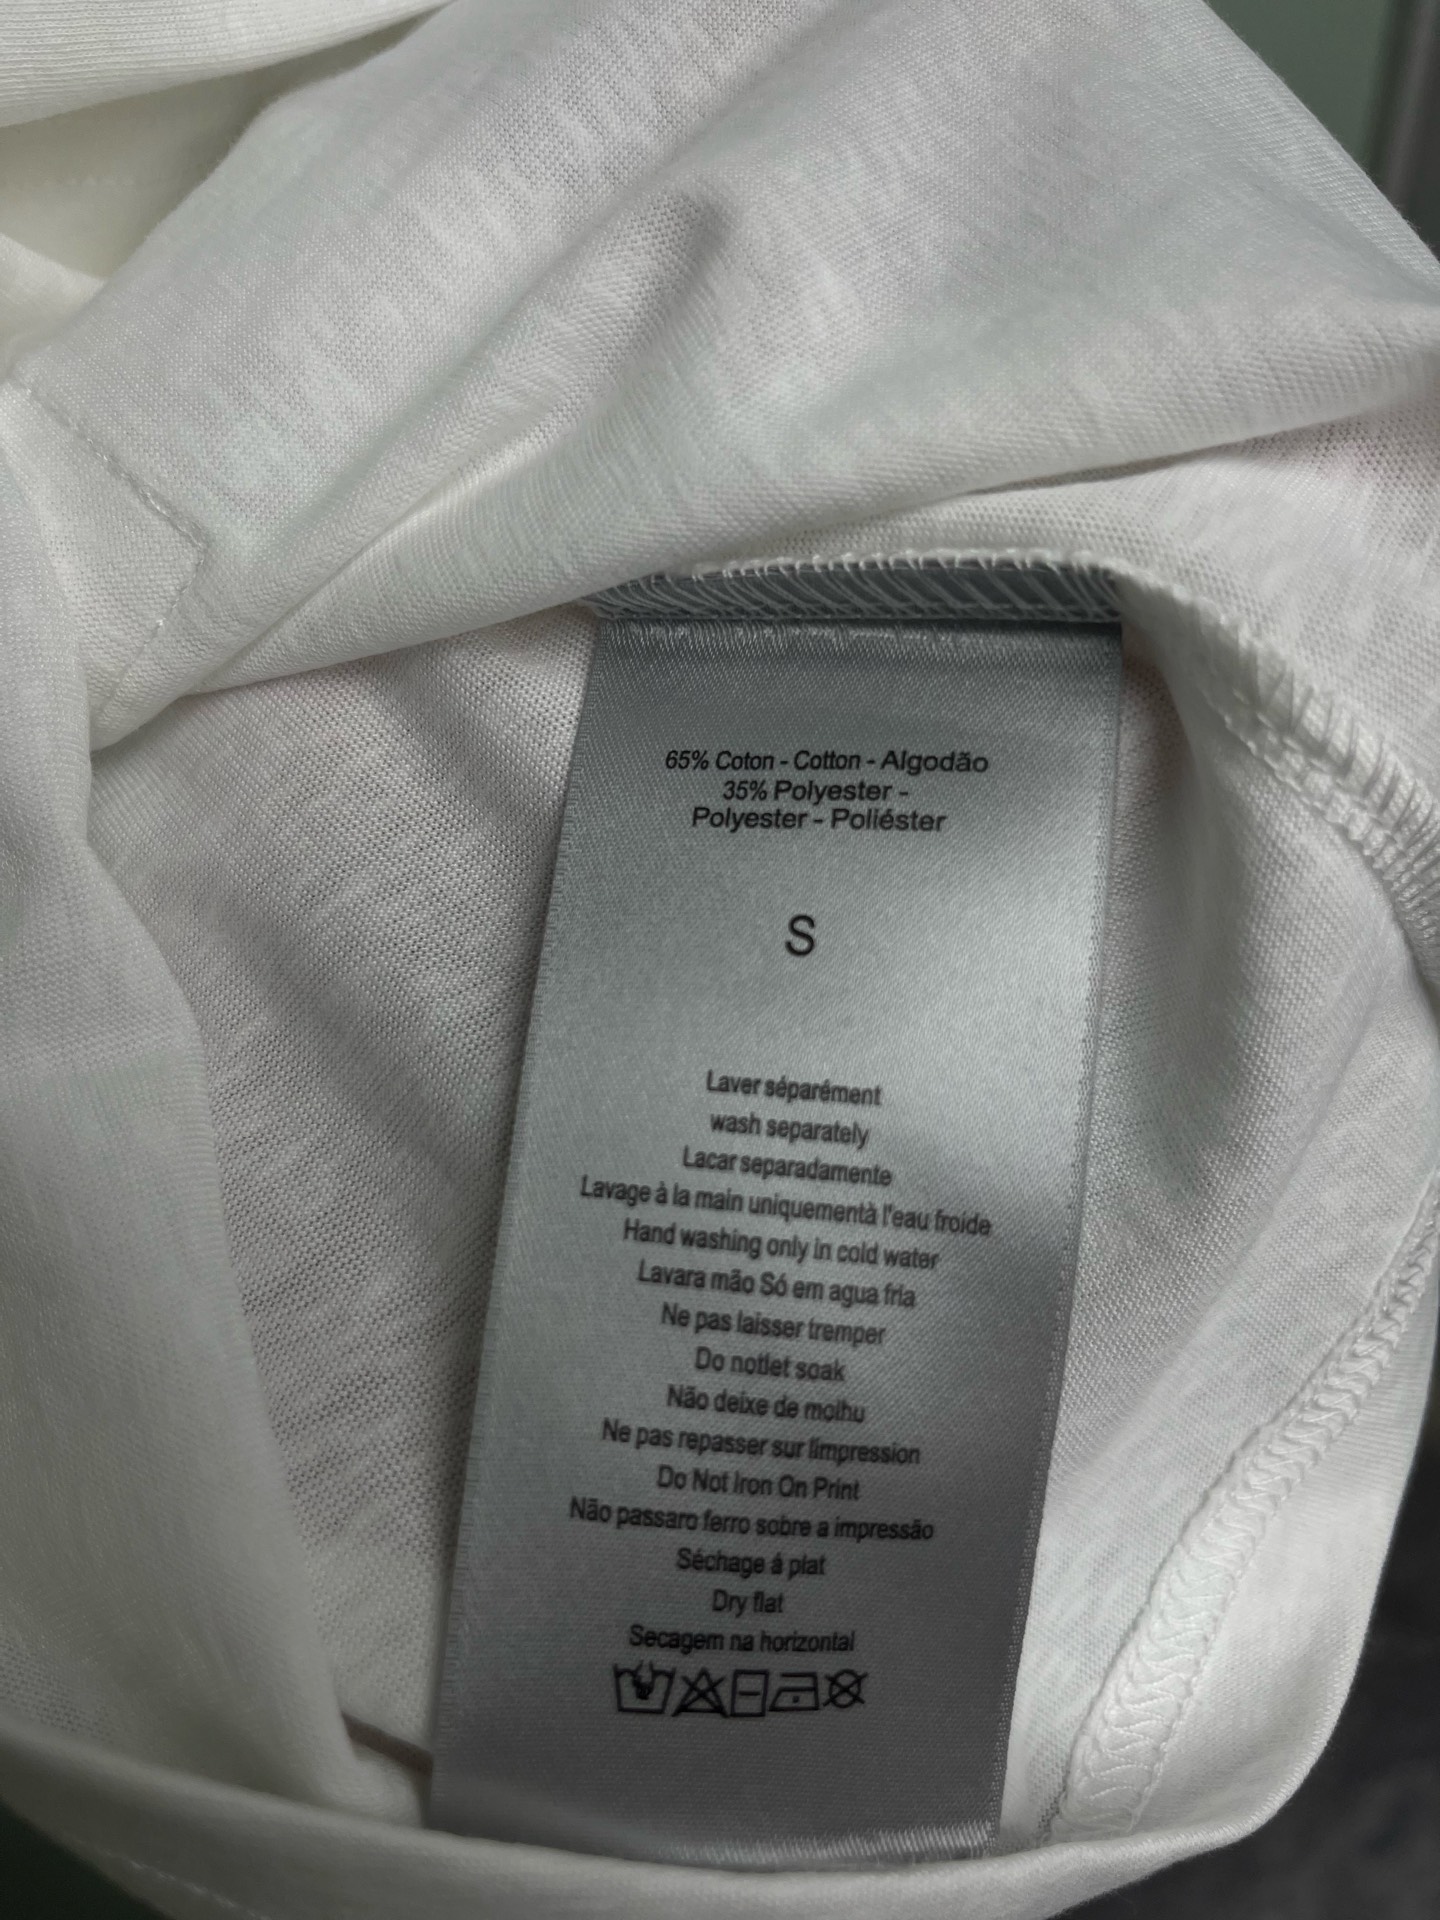 65% Coton - Cotton - Algodão
35% Polyester -
Polyester - Poliéster
S
Laver séparément
wash separately
Lacar separadamente
Lavage à la main uniquementà l'eau froide
Hand washing only in cold water
Lavara mão Só em agua fria
Ne pas laisser tremper
Do notlet soak
Não deixe de molhu
Ne pas repasser sur limpression
Do Not Iron On Print
Não passaro ferro sobre a impressão
Séchage á plat
Dry flat
Secagem na horizontal